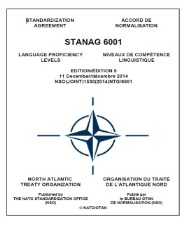 STANDARDIZATION AGREEMENT
ACCORD DE NORMALISATION
STANAG 6001
LANGUAGE PROFICIENCY LEVELS
NIVEAUX DE COMPÉTENCE LINGUISTIQUE
EDITION/ÉDITION 5
11 December/décembre 2014
NSO(JOINT)1530(2014)NTG/6001
NORTH ATLANTIC TREATY ORGANIZATION
ORGANISATION DU TRAITÉ DE L'ATLANTIQUE NORD
Published by
THE NATO STANDARDIZATION OFFICE
(NSO)
Publié par
le BUREAU OTAN
DE NORMALISATION (NSO)
© NATO/OTAN